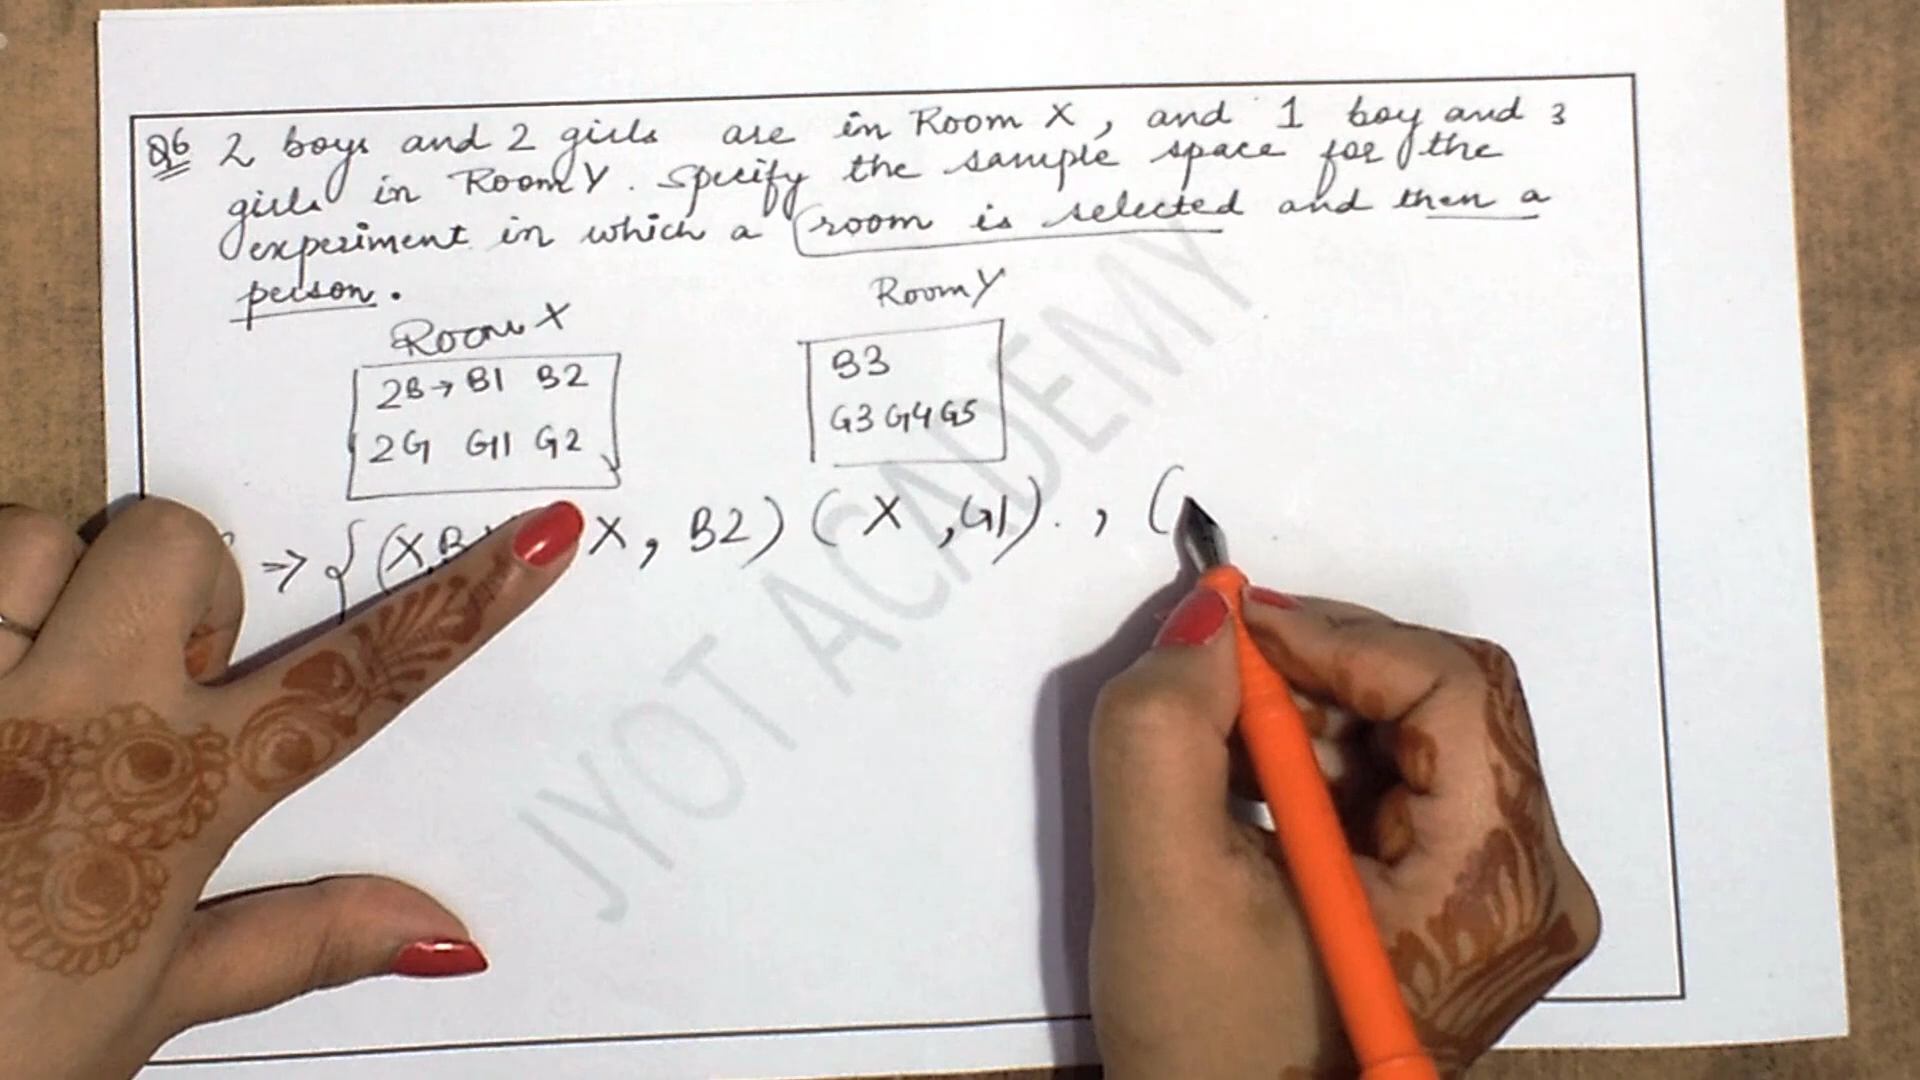 Q6 2 boys and 2 girls are in Room X, and 1 boy and 3
girls in Room Y. Specify the sample space for the
experiment in which a room is selected and then a
person.
Room X
Room Y
2B → B1 B2
2G G1 G2
B3
G3 G4 G5
⇒ { (X, B X, B2) ( X , G1) . , (
JYOT ACADEMY